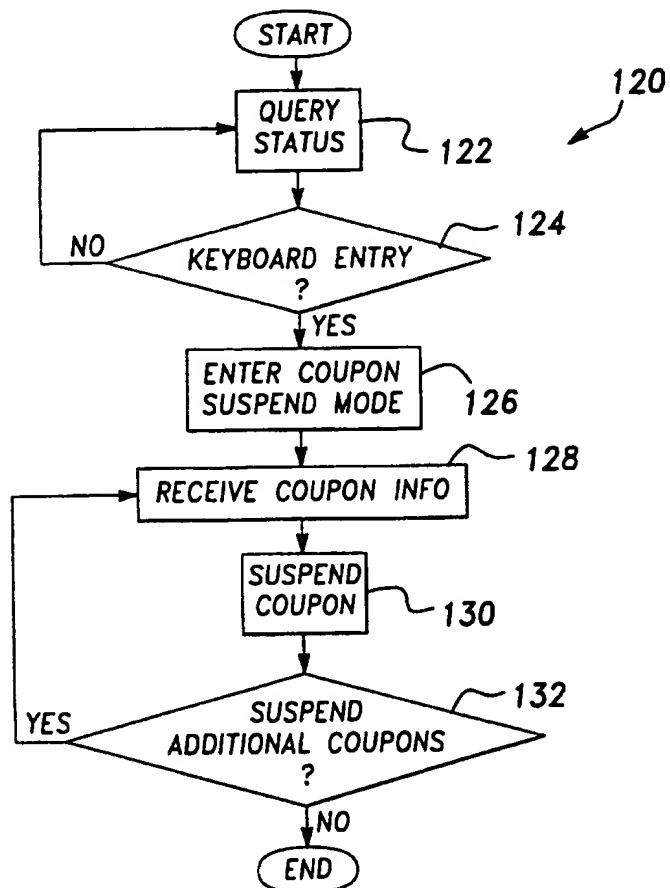 START
120
QUERY
STATUS
122
124
NO
KEYBOARD ENTRY
?
YES
ENTER COUPON
SUSPEND MODE
126
128
RECEIVE COUPON INFO
SUSPEND
COUPON
130
132
YES
SUSPEND
ADDITIONAL COUPONS
?
NO
END